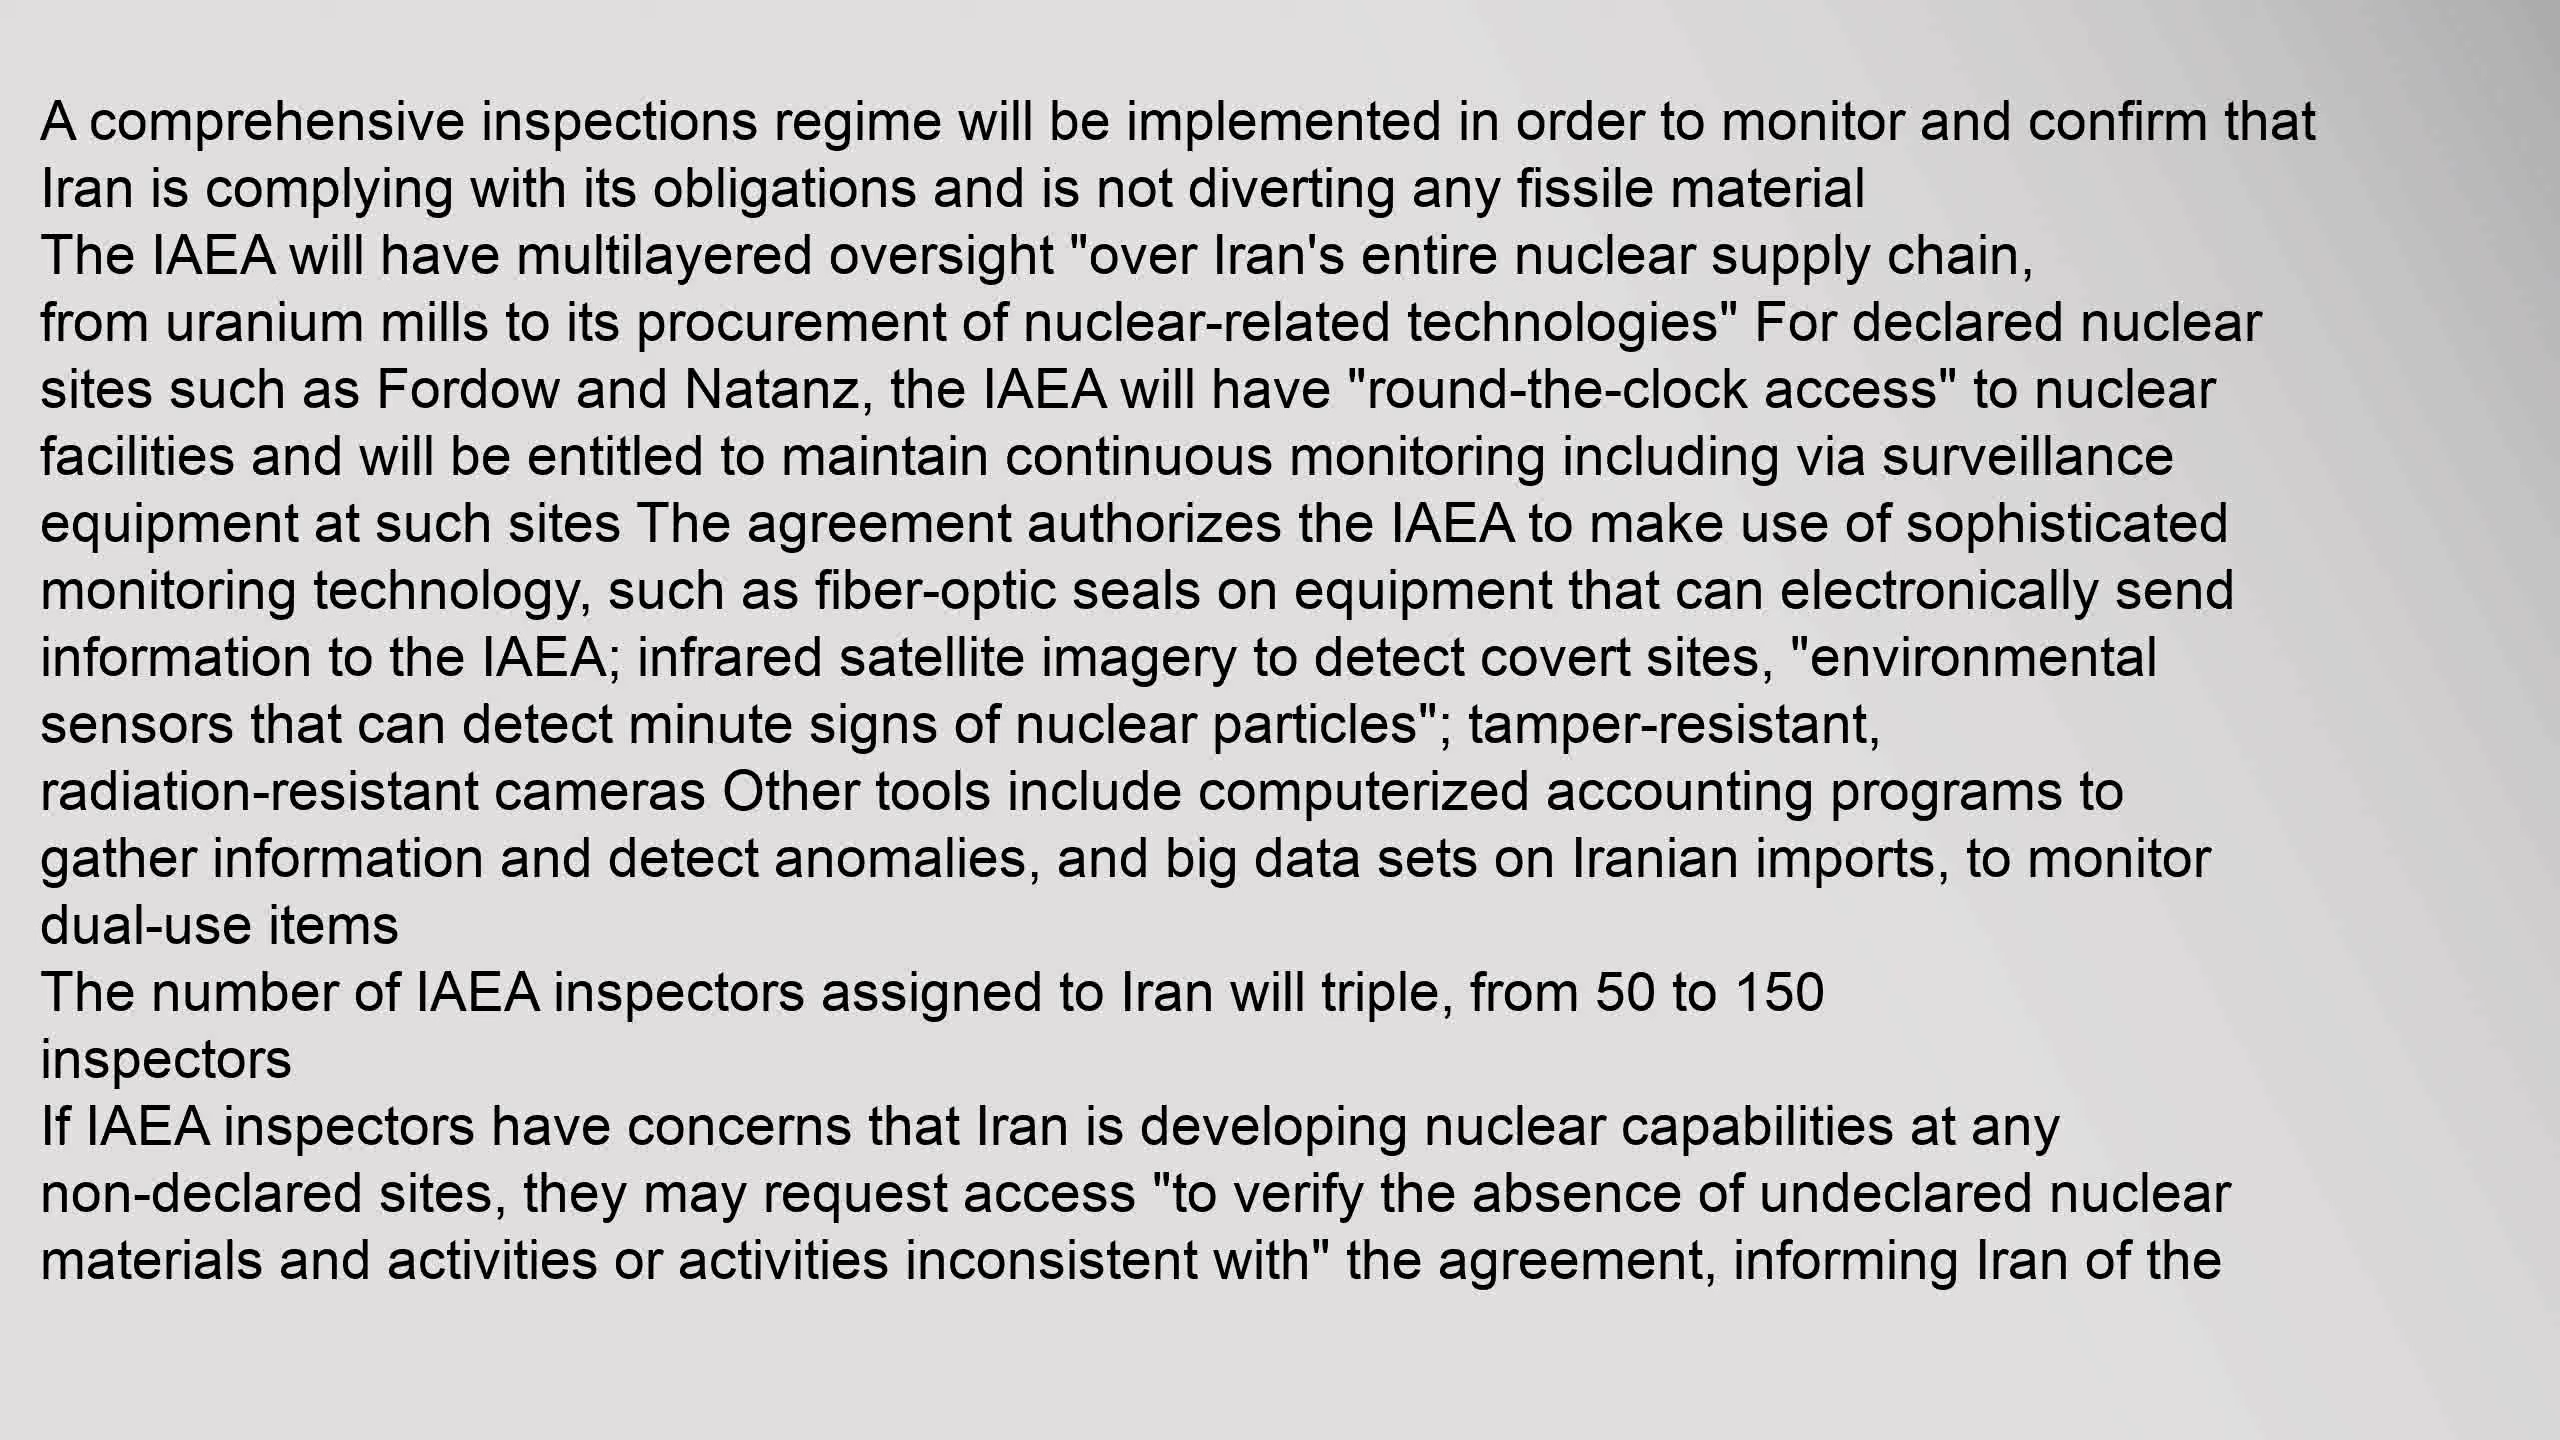 A comprehensive inspections regime will be implemented in order to monitor and confirm that
Iran is complying with its obligations and is not diverting any fissile material
The IAEA will have multilayered oversight "over Iran's entire nuclear supply chain,
from uranium mills to its procurement of nuclear-related technologies" For declared nuclear
sites such as Fordow and Natanz, the IAEA will have "round-the-clock access" to nuclear
facilities and will be entitled to maintain continuous monitoring including via surveillance
equipment at such sites The agreement authorizes the IAEA to make use of sophisticated
monitoring technology, such as fiber-optic seals on equipment that can electronically send
information to the IAEA; infrared satellite imagery to detect covert sites, "environmental
sensors that can detect minute signs of nuclear particles"; tamper-resistant,
radiation-resistant cameras Other tools include computerized accounting programs to
gather information and detect anomalies, and big data sets on Iranian imports, to monitor
dual-use items
The number of IAEA inspectors assigned to Iran will triple, from 50 to 150
inspectors
If IAEA inspectors have concerns that Iran is developing nuclear capabilities at any
non-declared sites, they may request access "to verify the absence of undeclared nuclear
materials and activities or activities inconsistent with" the agreement, informing Iran of the